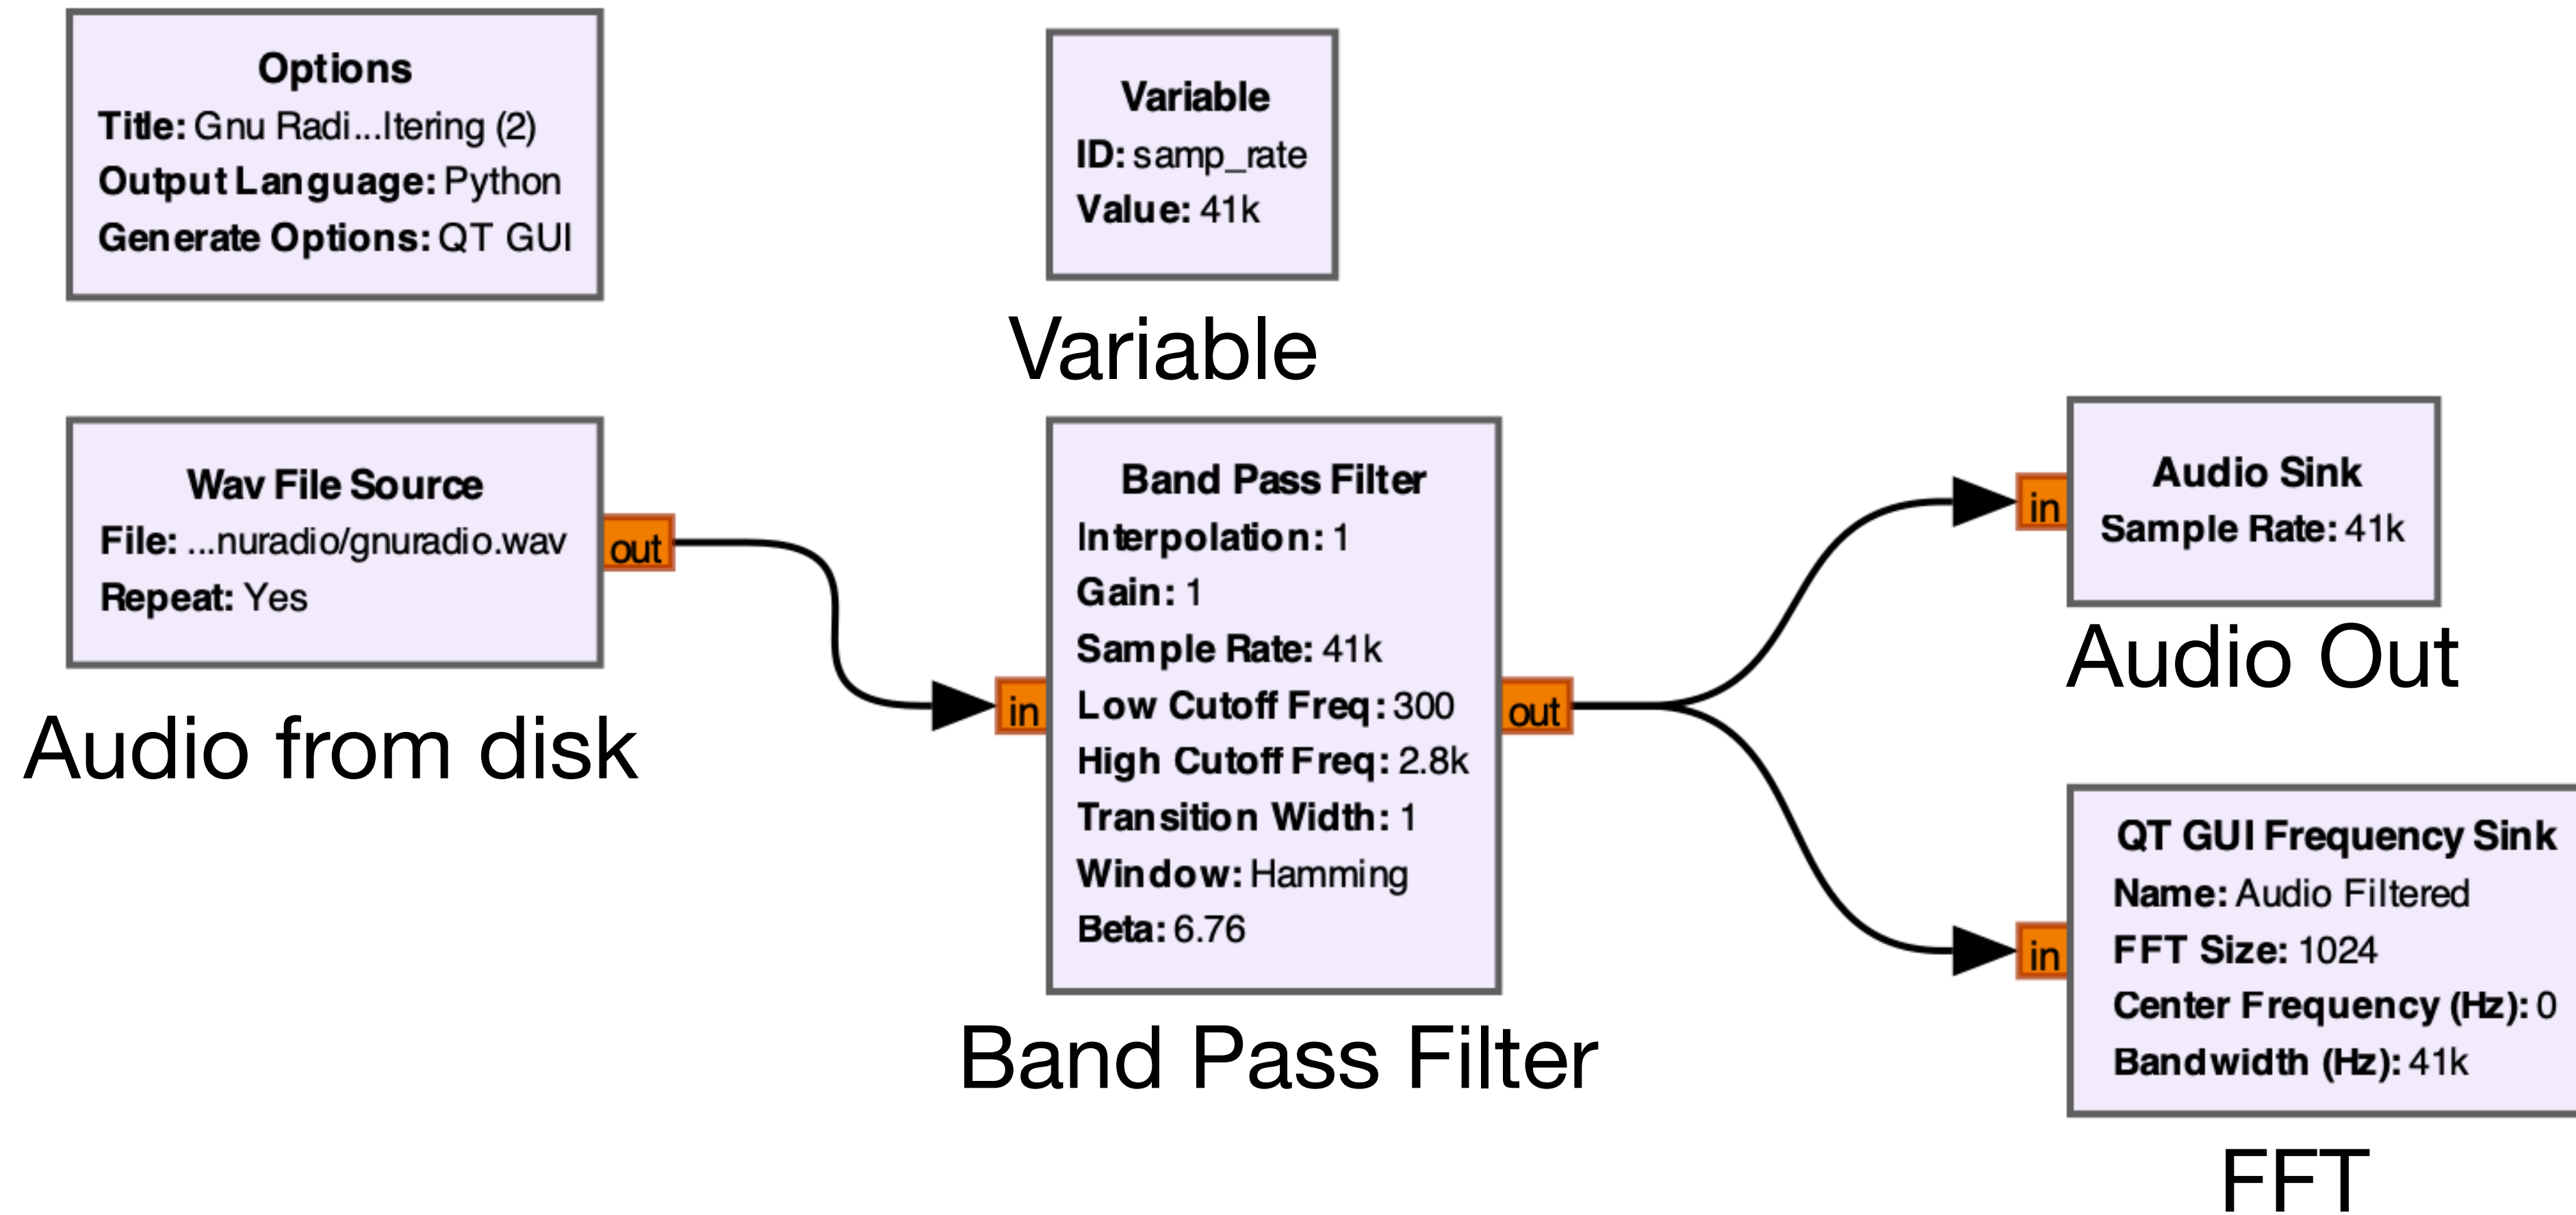 Options
Title: Gnu Radi...ltering (2)
Output Language: Python
Generate Options: QT GUI
Variable
ID: samp_rate
Value: 41k
Variable
Wav File Source
File: ...nuradio/gnuradio.wav
Repeat: Yes
out
Audio from disk
in
Band Pass Filter
Interpolation: 1
Gain: 1
Sample Rate: 41k
Low Cutoff Freq: 300
High Cutoff Freq: 2.8k
Transition Width: 1
Window: Hamming
Beta: 6.76
out
Band Pass Filter
in
Audio Sink
Sample Rate: 41k
Audio Out
in
QT GUI Frequency Sink
Name: Audio Filtered
FFT Size: 1024
Center Frequency (Hz): 0
Bandwidth (Hz): 41k
FFT